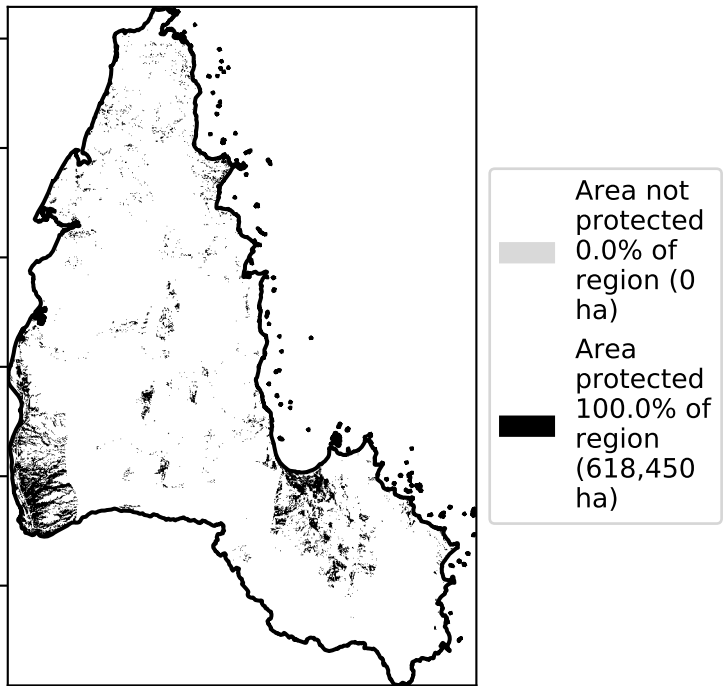 Area not
protected
0.0% of
region (0
ha)
Area
protected
100.0% of
region
(618,450
ha)